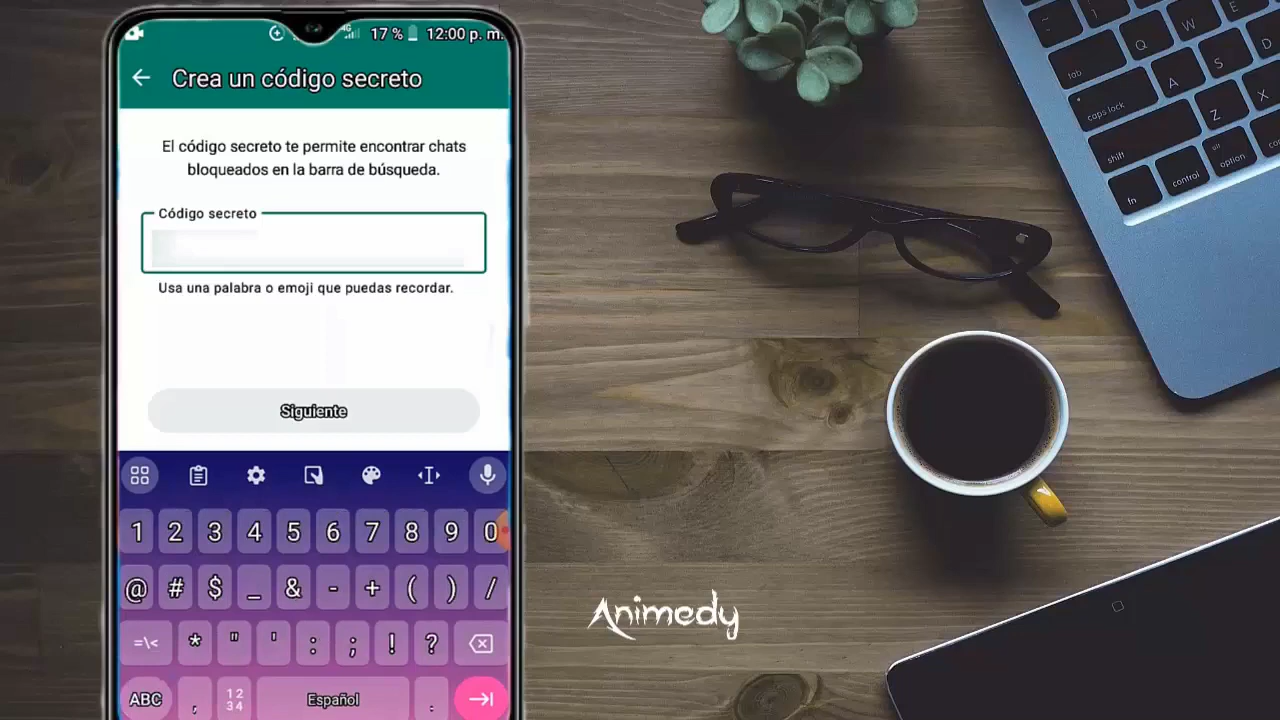 17 % 12:00 p. m.
Crea un código secreto
El código secreto te permite encontrar chats
bloqueados en la barra de búsqueda.
Código secreto
Usa una palabra o emoji que puedas recordar.
Siguiente
1 2 3 4 5 6 7 8 9 0
@ # $ _ & - + ( ) /
=\< * " ' : ; ! ?
ABC , 12 34 Español .
Animedy
Q W E
tab A S D
caps lock Z X
shift
fn control option